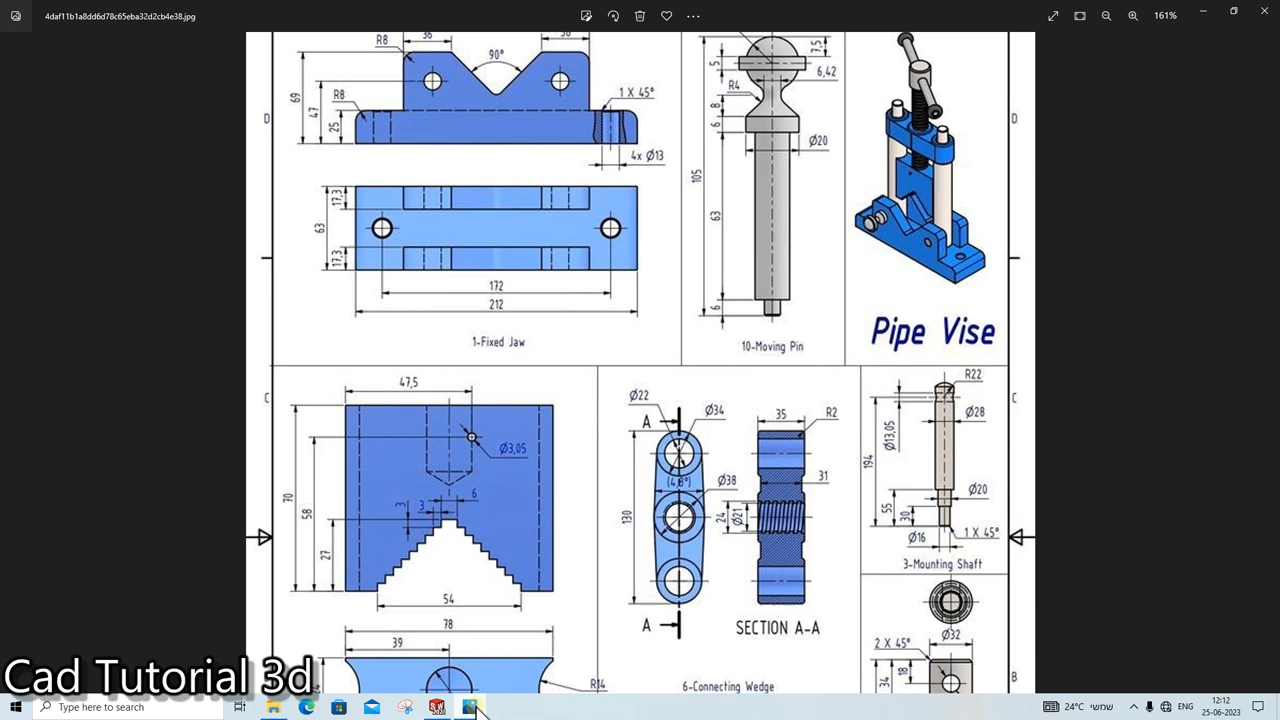 4daf11b1a8dd6d78c65eba32d2cb4e38.jpg
161%
R8
90°
69
47
R8
25
1 X 45°
4x Ø13
D
17,3
63
17,3
172
212
1-Fixed Jaw
7,5
5
6,42
R4
8
6
Ø20
105
63
6
10-Moving Pin
D
Pipe Vise
C
47,5
Ø3,05
70
58
27
3
3
6
54
78
39
R14
Ø22
Ø34
A
35
R2
Ø38
31
130
24
Ø21
A
SECTION A-A
6-Connecting Wedge
R22
C
Ø28
Ø13,05
194
Ø20
55
30
1 X 45°
Ø16
3-Mounting Shaft
Ø32
2 X 45°
18
34
B
Cad Tutorial 3d
Type here to search
24°C שמשי
ENG
12:12
25-06-2023